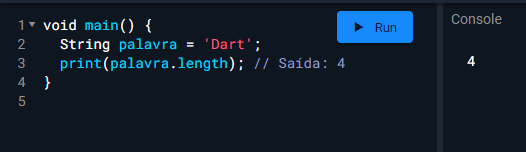 1 void main() {
Run
Console
2 String palavra = 'Dart';
3 print(palavra.length); // Saída: 4
4
4 }
5